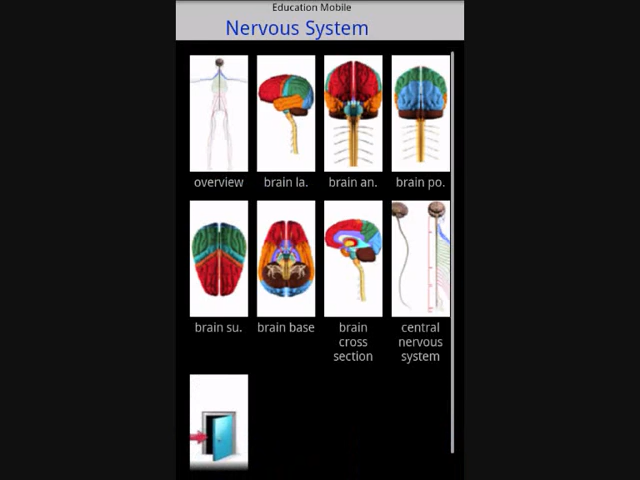 Education Mobile
Nervous System
overview
brain la.
brain an.
brain po.
brain su.
brain base
brain
cross
section
central
nervous
system